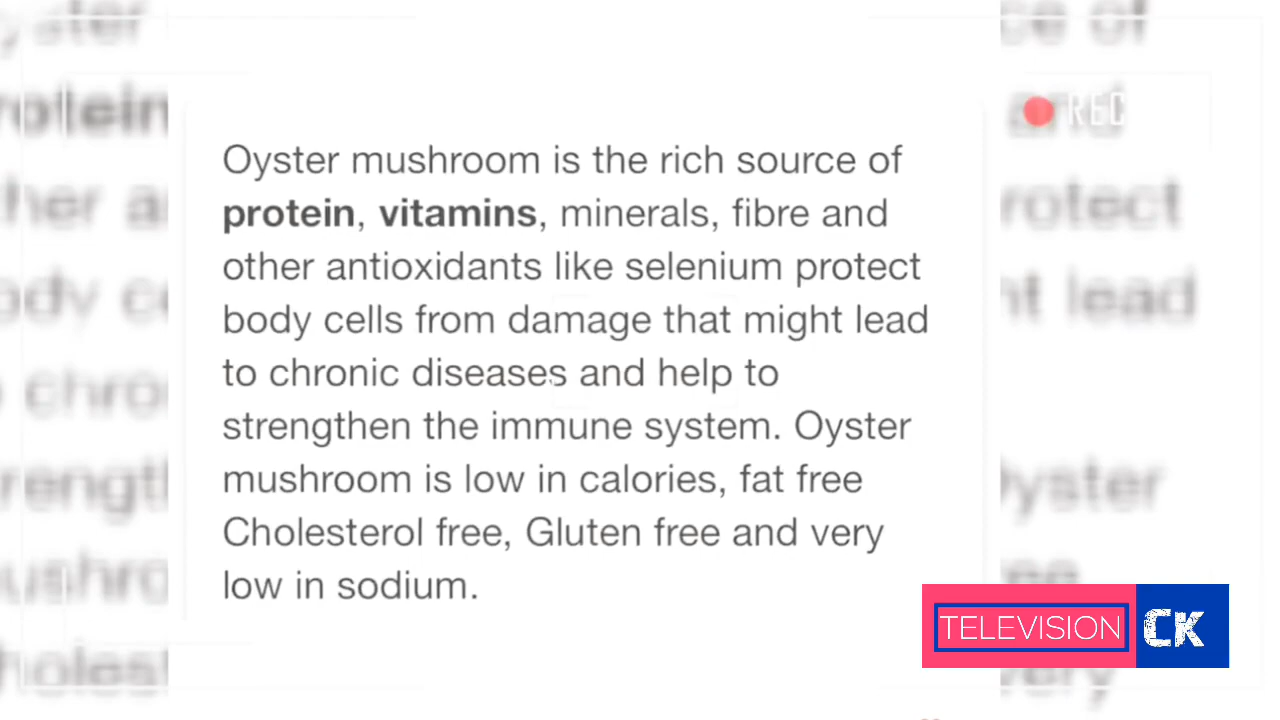 REC
Oyster mushroom is the rich source of
protein, vitamins, minerals, fibre and
other antioxidants like selenium protect
body cells from damage that might lead
to chronic diseases and help to
strengthen the immune system. Oyster
mushroom is low in calories, fat free
Cholesterol free, Gluten free and very
low in sodium.
TELEVISION CK